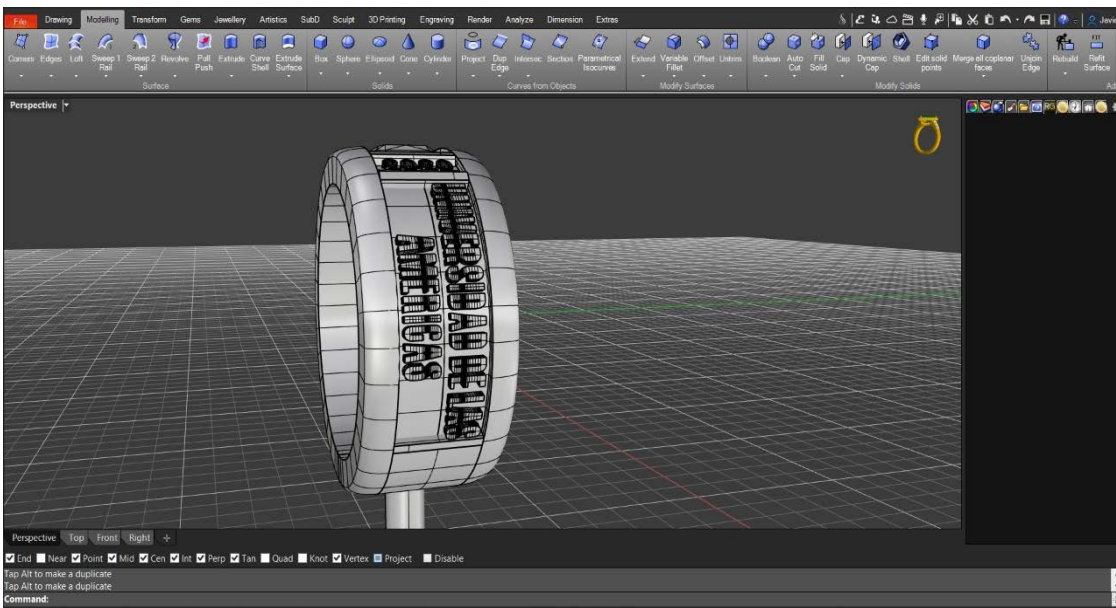 File Drawing Modelling Transform Gems Jewellery Artistics SubD Sculpt 3D Printing Engraving Render Analyze Dimension Extras
Corners Edges Loft Sweep 1 Rail Sweep 2 Rail Revolve Pull Push Extrude Curve Shell Extrude Surface Box Sphere Elipsoid Cone Cylinder Project Dup Edge Intersec Section Parametrical Isocurves Extend Variable Fillet Offset Untrim Boolean Auto Cut Fill Solid Cap Dynamic Cap Shell Edit solid points Merge all coplanar faces Unjoin Edge Rebuild Refit Surface
Surface Solids Curves from Objects Modify Surfaces Modify Solids
Perspective
UNIVERSIDAD DE LAS
AMERICAS
Perspective Top Front Right
End Near Point Mid Cen Int Perp Tan Quad Knot Vertex Project Disable
Tap Alt to make a duplicate
Tap Alt to make a duplicate
Command: